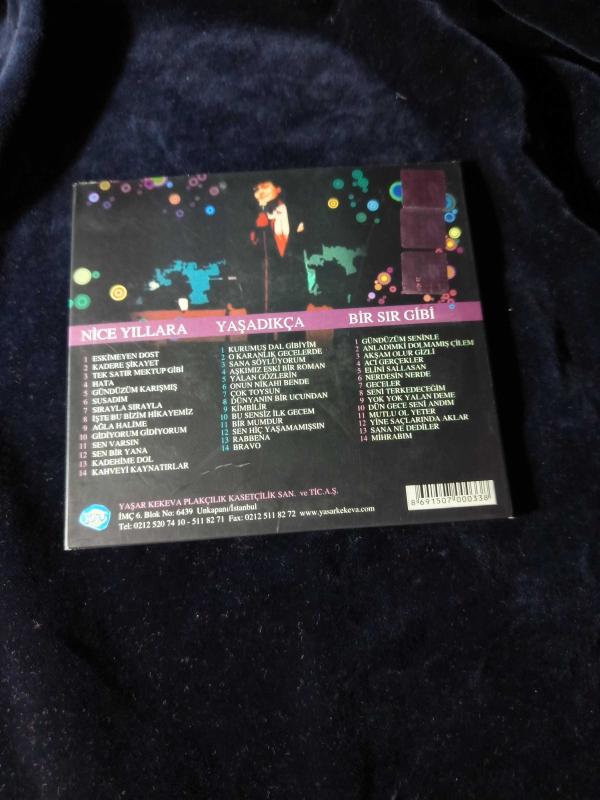 NİCE YILLARA
1 ESKİMEYEN DOST
2 KADERE ŞİKAYET
3 TEK SATIR MEKTUP GİBİ
4 HATA
5 GÜNDÜZÜM KARIŞMIŞ
6 SUSADIM
7 SIRAYLA SIRAYLA
8 İŞTE BU BİZİM HİKAYEMİZ
9 AĞLA HALİME
10 GİDİYORUM GİDİYORUM
11 SEN VARSIN
12 SEN BİR YANA
13 KADEHİME DOL
14 KAHVEYİ KAYNATIRLAR
YAŞADIKÇA
1 KURUMUŞ DAL GİBİYİM
2 O KARANLIK GECELERDE
3 SANA SÖYLÜYORUM
4 AŞKIMIZ ESKİ BİR ROMAN
5 YALAN GÖZLERİN
6 ONUN NİKAHI BENDE
7 ÇOK TOYSUN
8 DÜNYANIN BİR UCUNDAN
9 KİMBİLİR
10 BU SENSİZ İLK GECEM
11 BİR MUMDUR
12 SEN HİÇ YAŞAMAMIŞSIN
13 RABBENA
14 BRAVO
BİR SIR GİBİ
1 GÜNDÜZÜM SENİNLE
2 ANLADIMKİ DOLMAMIŞ ÇİLEM
3 AKŞAM OLUR GİZLİ
4 ACI GERÇEKLER
5 ELİNİ SALLASAN
6 NERDESİN NERDE
7 GECELER
8 SENİ TERKEDECEĞİM
9 YOK YOK YALAN DEME
10 DÜN GECE SENİ ANDIM
11 MUTLU OL YETER
12 YİNE SAÇLARINDA AKLAR
13 SANA NE DEDİLER
14 MİHRABIM
YAŞAR KEKEVA PLAKÇILIK KASETÇİLİK SAN. ve TİC.A.Ş.
İMÇ 6. Blok No: 6439 Unkapanı/İstanbul
Tel: 0212 520 74 10 - 511 82 71 Fax: 0212 511 82 72 www.yasarkekeva.com
8 691507 000338